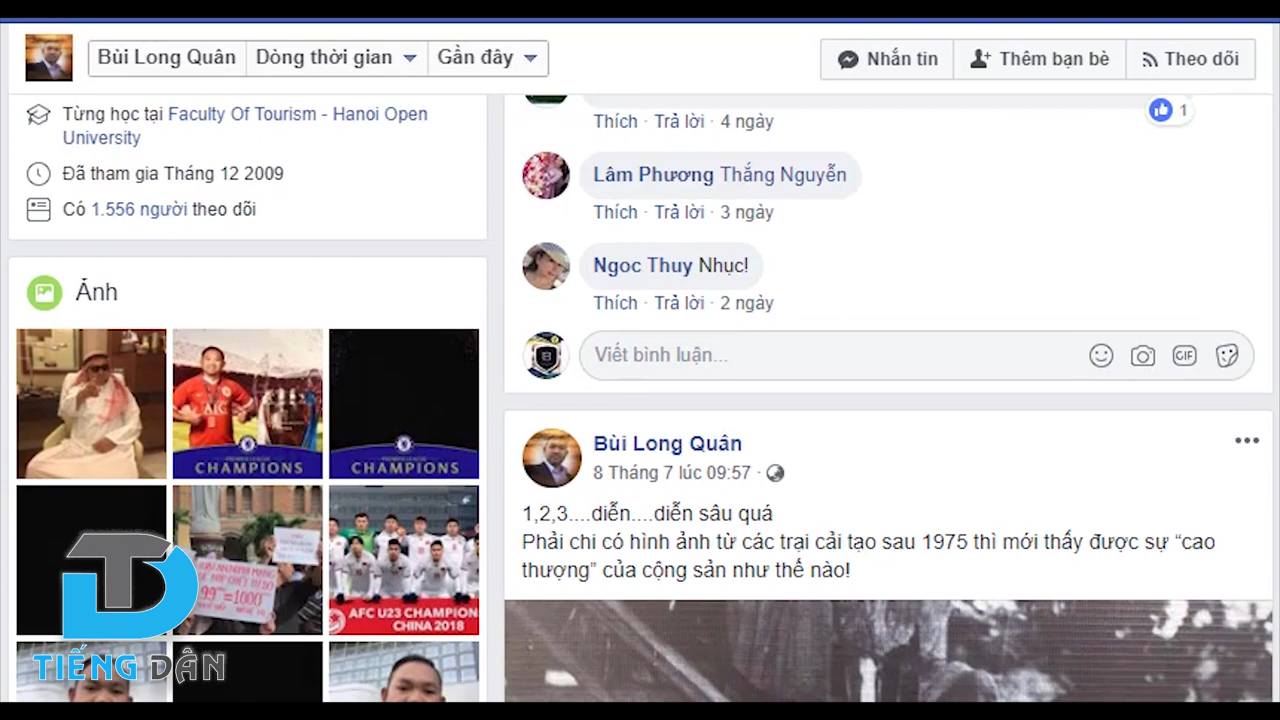 Bùi Long Quân
Dòng thời gian
Gần đây
Nhắn tin
Thêm bạn bè
Theo dõi
Từng học tại Faculty Of Tourism - Hanoi Open
University
Đã tham gia Tháng 12 2009
Có 1.556 người theo dõi
Ảnh
CHAMPIONS
CHAMPIONS
AFC U23 CHAMPION
CHINA 2018
TIẾNG DÂN
Thích · Trả lời · 4 ngày
1
Lâm Phương Thắng Nguyễn
Thích · Trả lời · 3 ngày
Ngoc Thuy Nhục!
Thích · Trả lời · 2 ngày
Viết bình luận...
GIF
Bùi Long Quân
8 Tháng 7 lúc 09:57 ·
1,2,3....diễn....diễn sâu quá
Phải chi có hình ảnh từ các trại cải tạo sau 1975 thì mới thấy được sự “cao
thượng” của cộng sản như thế nào!